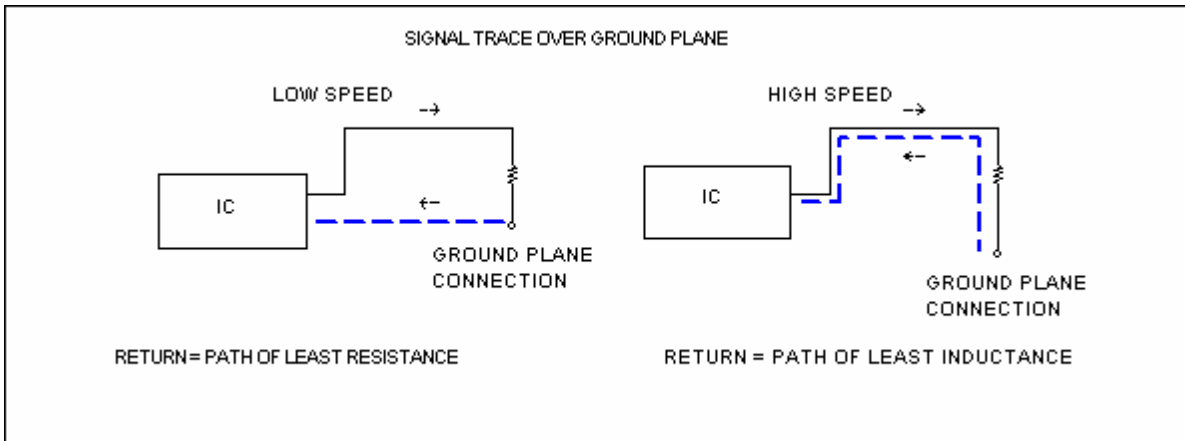 SIGNAL TRACE OVER GROUND PLANE
LOW SPEED
IC
GROUND PLANE
CONNECTION
RETURN = PATH OF LEAST RESISTANCE
HIGH SPEED
IC
GROUND PLANE
CONNECTION
RETURN = PATH OF LEAST INDUCTANCE